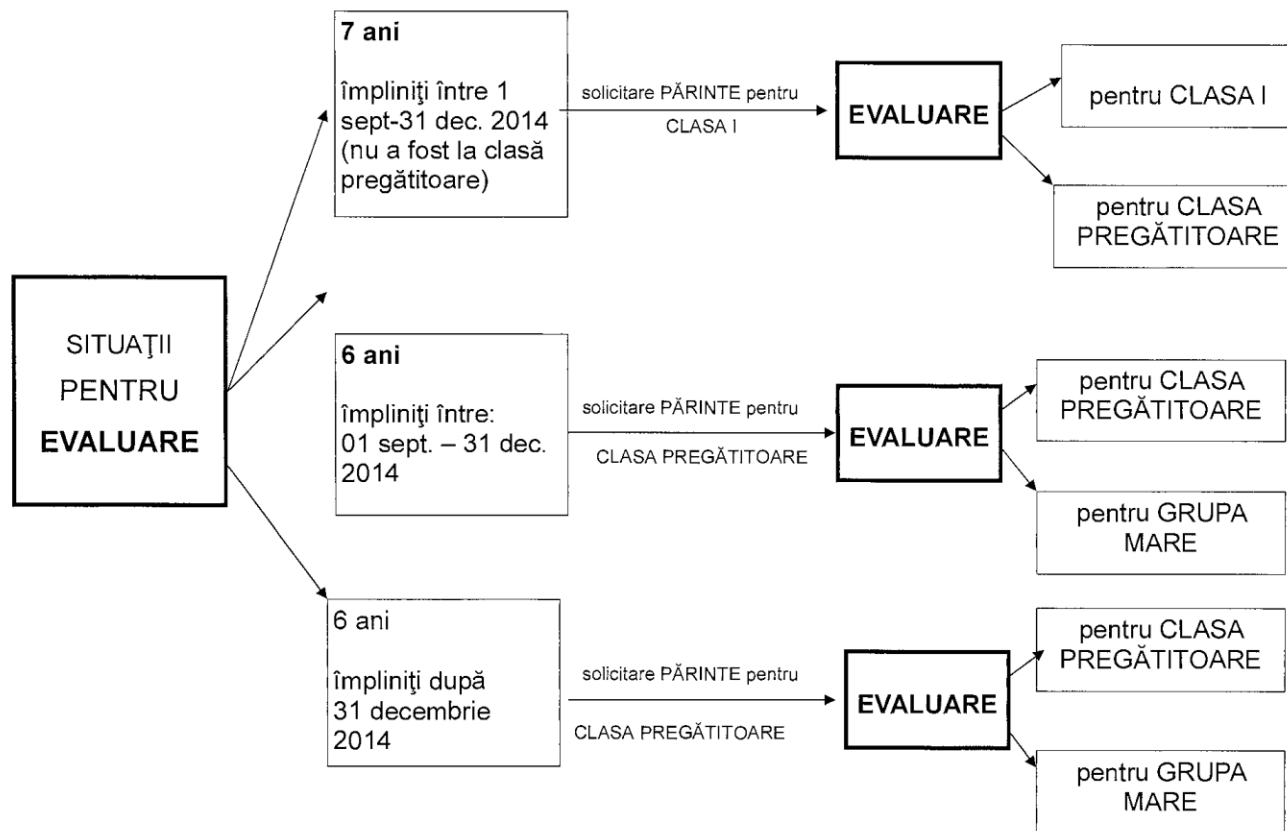 SITUAŢII
PENTRU
EVALUARE
7 ani
împliniţi între 1
sept-31 dec. 2014
(nu a fost la clasă
pregătitoare)
solicitare PĂRINTE pentru
CLASA I
EVALUARE
pentru CLASA I
pentru CLASA
PREGĂTITOARE
6 ani
împliniţi între:
01 sept. – 31 dec.
2014
solicitare PĂRINTE pentru
CLASA PREGĂTITOARE
EVALUARE
pentru CLASA
PREGĂTITOARE
pentru GRUPA
MARE
6 ani
împliniţi după
31 decembrie
2014
solicitare PĂRINTE pentru
CLASA PREGĂTITOARE
EVALUARE
pentru CLASA
PREGĂTITOARE
pentru GRUPA
MARE